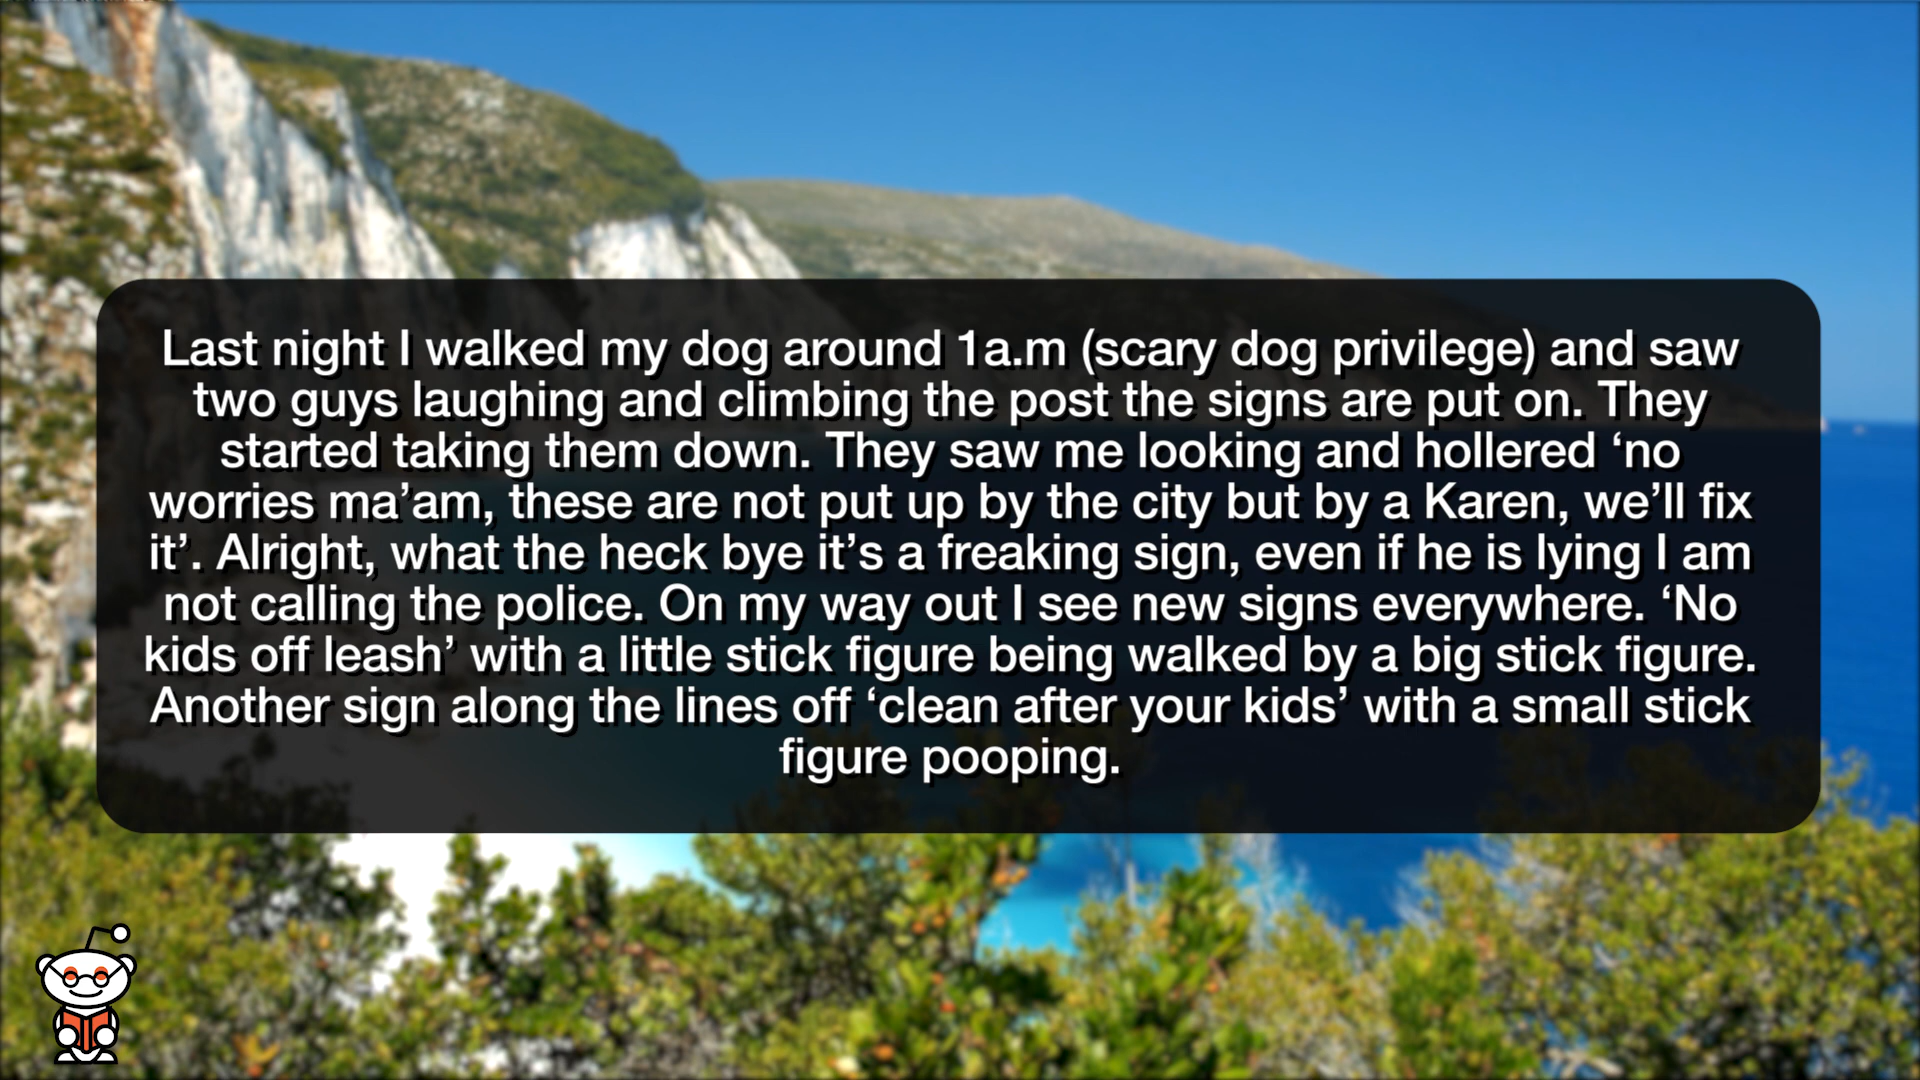 Last night I walked my dog around 1a.m (scary dog privilege) and saw
two guys laughing and climbing the post the signs are put on. They
started taking them down. They saw me looking and hollered ‘no
worries ma’am, these are not put up by the city but by a Karen, we’ll fix
it’. Alright, what the heck bye it’s a freaking sign, even if he is lying I am
not calling the police. On my way out I see new signs everywhere. ‘No
kids off leash’ with a little stick figure being walked by a big stick figure.
Another sign along the lines off ‘clean after your kids’ with a small stick
figure pooping.